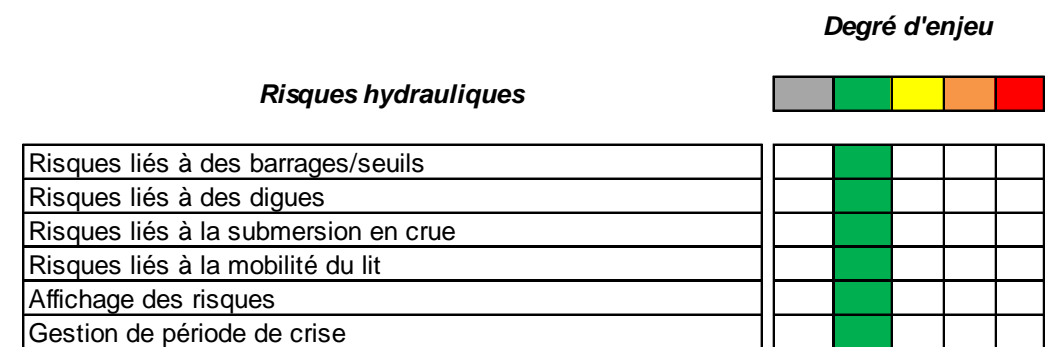 Degré d'enjeu
Risques hydrauliques
Risques liés à des barrages/seuils
Risques liés à des digues
Risques liés à la submersion en crue
Risques liés à la mobilité du lit
Affichage des risques
Gestion de période de crise